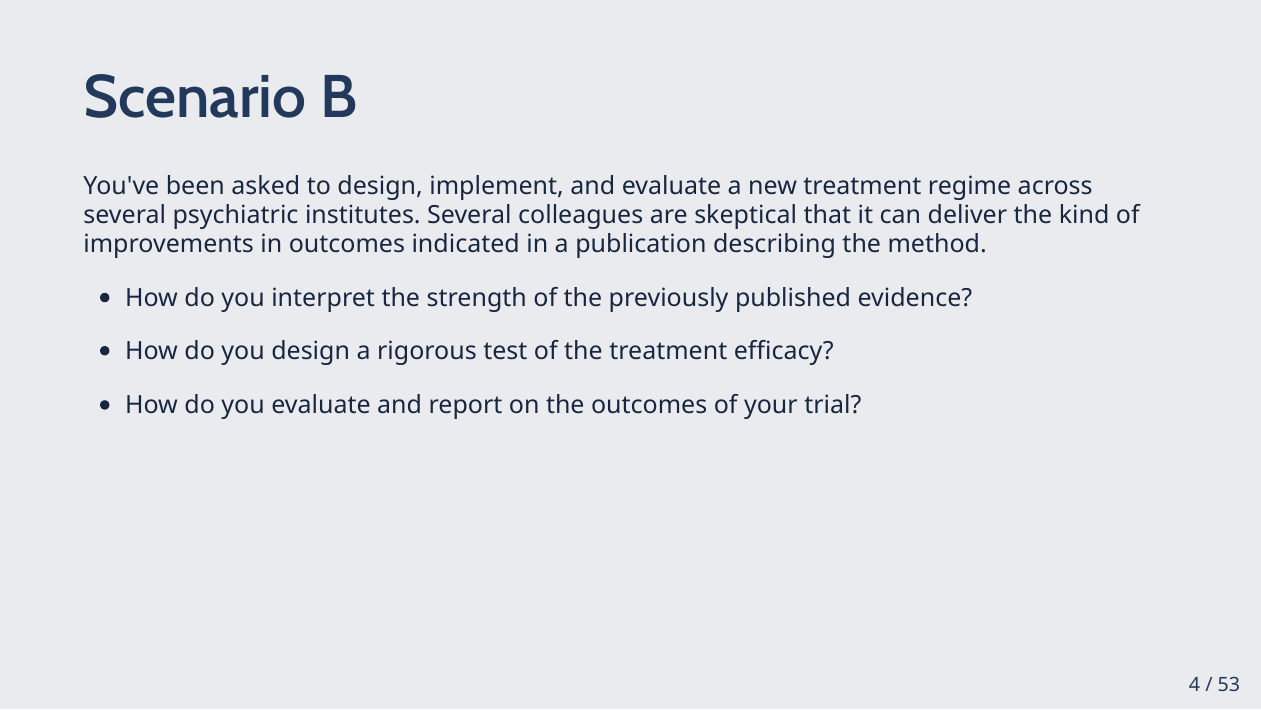 Scenario B
You've been asked to design, implement, and evaluate a new treatment regime across
several psychiatric institutes. Several colleagues are skeptical that it can deliver the kind of
improvements in outcomes indicated in a publication describing the method.
• How do you interpret the strength of the previously published evidence?
• How do you design a rigorous test of the treatment efficacy?
• How do you evaluate and report on the outcomes of your trial?
4 / 53